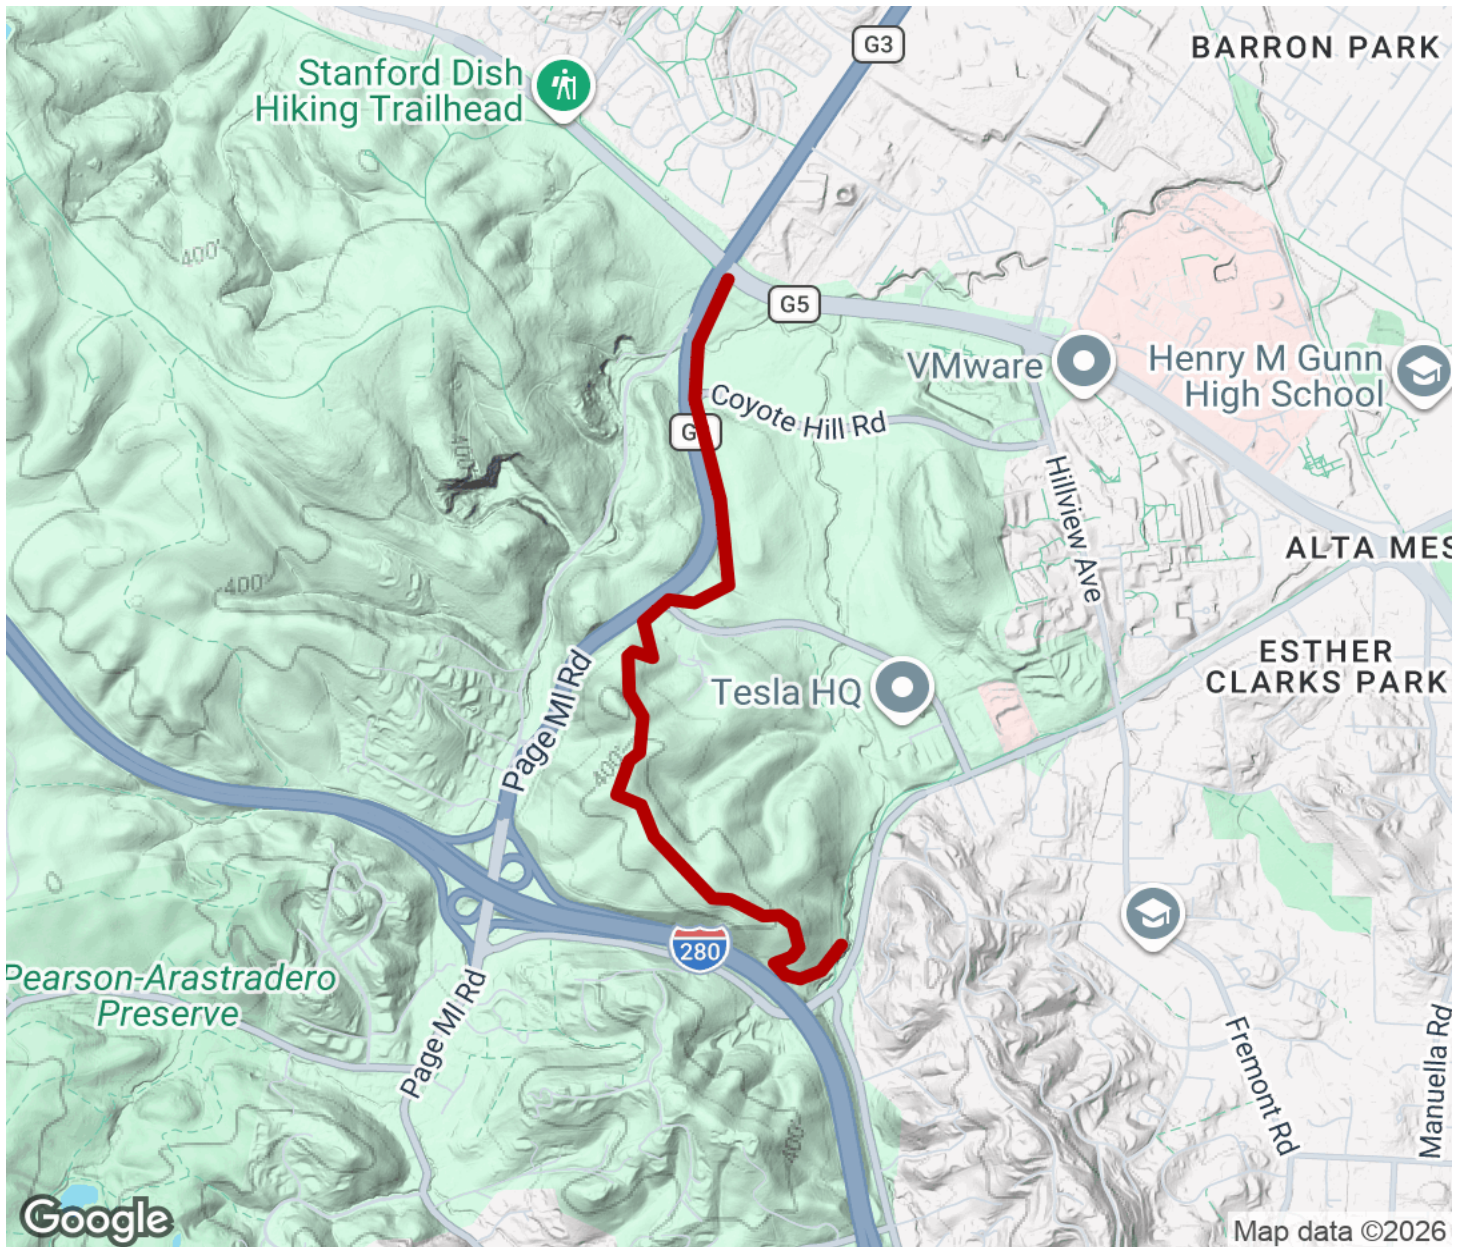 G3
BARRON PARK
Stanford Dish
Hiking Trailhead
400'
G5
VMware
Henry M Gunn
High School
Coyote Hill Rd
G
400'
Hillview Ave
ALTA MES
400'
ESTHER
CLARKS PARK
Page Ml Rd
Tesla HQ
400'
280
Pearson-Arastradero
Preserve
Page Ml Rd
Fremont Rd
Manuella Rd
400'
Google
Map data ©2026